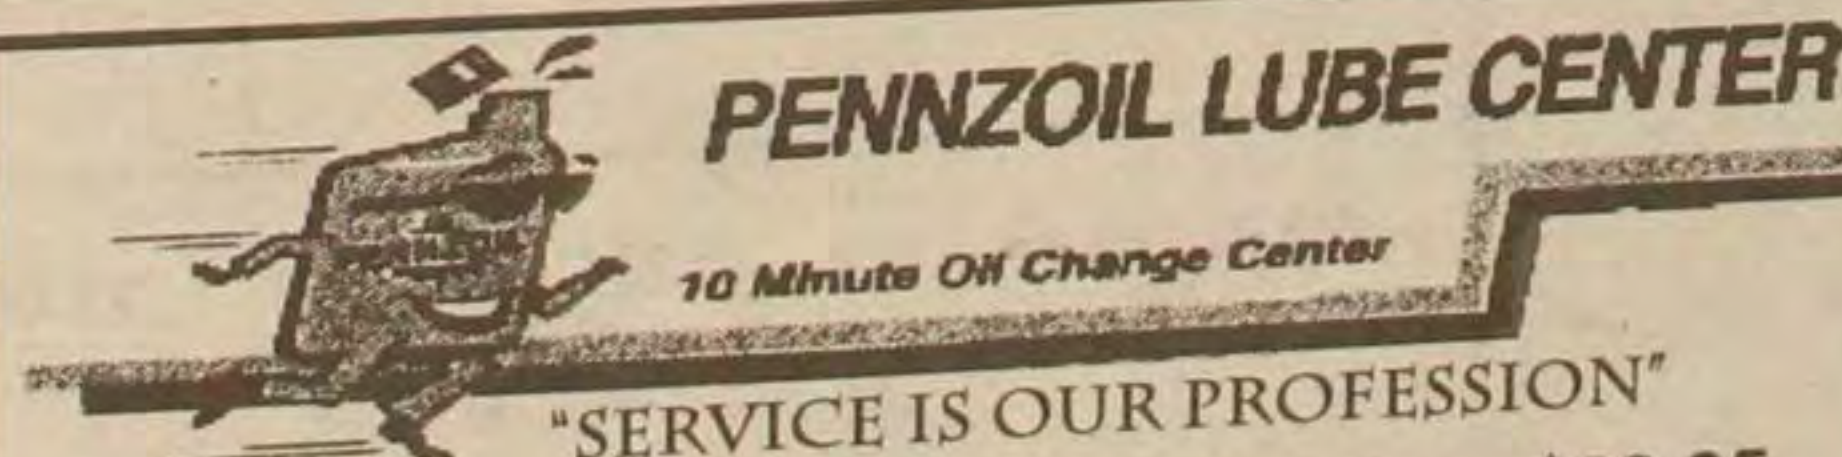 PENNZOIL LUBE CENTER
10 Minute Oil Change Center
"SERVICE IS OUR PROFESSION"